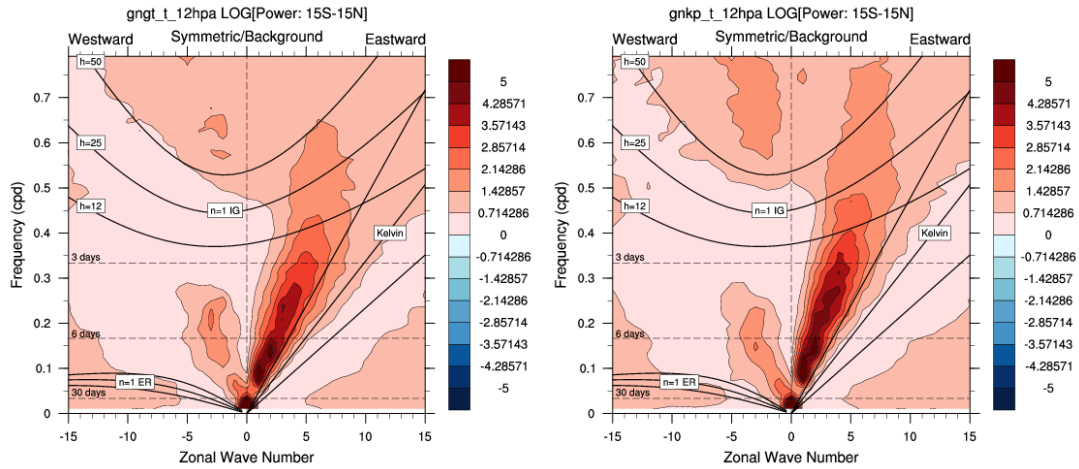 gngt_t_12hpa LOG[Power: 15S-15N]
Westward Symmetric/Background Eastward
h=50
h=25
h=12
n=1 IG
Kelvin
3 days
6 days
n=1 ER
30 days
0.7
0.6
0.5
0.4
0.3
0.2
0.1
0
Frequency (cpd)
-15 -10 -5 0 5 10 15
Zonal Wave Number
5
4.28571
3.57143
2.85714
2.14286
1.42857
0.714286
0
-0.714286
-1.42857
-2.14286
-2.85714
-3.57143
-4.28571
-5
gnkp_t_12hpa LOG[Power: 15S-15N]
Westward Symmetric/Background Eastward
h=50
h=25
h=12
n=1 IG
Kelvin
3 days
6 days
n=1 ER
30 days
0.7
0.6
0.5
0.4
0.3
0.2
0.1
0
Frequency (cpd)
-15 -10 -5 0 5 10 15
Zonal Wave Number
5
4.28571
3.57143
2.85714
2.14286
1.42857
0.714286
0
-0.714286
-1.42857
-2.14286
-2.85714
-3.57143
-4.28571
-5